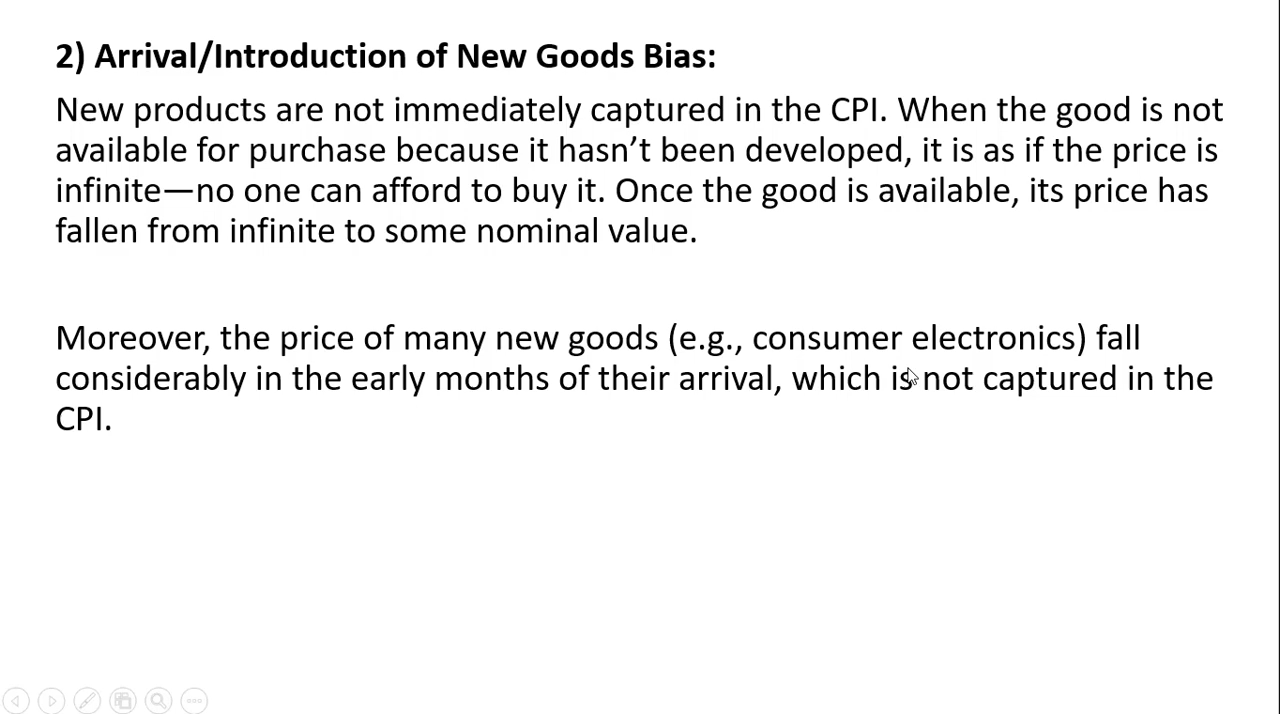 2) Arrival/Introduction of New Goods Bias:
New products are not immediately captured in the CPI. When the good is not
available for purchase because it hasn’t been developed, it is as if the price is
infinite—no one can afford to buy it. Once the good is available, its price has
fallen from infinite to some nominal value.
Moreover, the price of many new goods (e.g., consumer electronics) fall
considerably in the early months of their arrival, which is not captured in the
CPI.